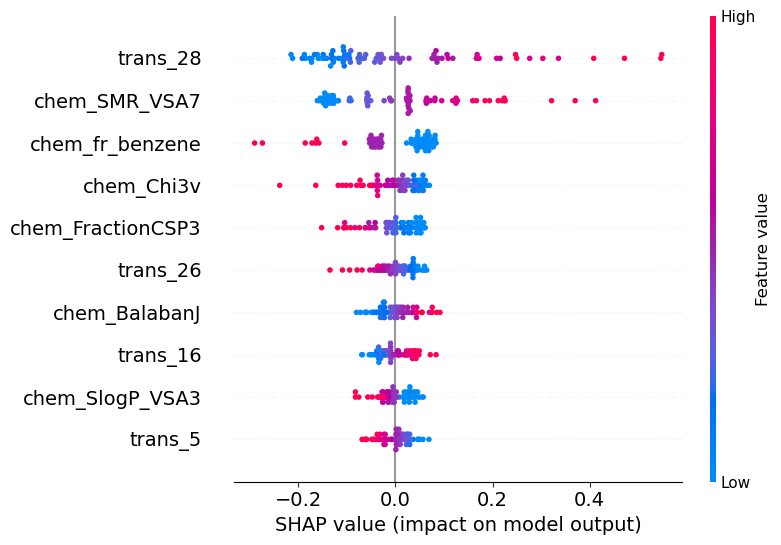 High
trans_28
chem_SMR_VSA7
chem_fr_benzene
chem_Chi3v
chem_FractionCSP3
trans_26
chem_BalabanJ
trans_16
chem_SlogP_VSA3
trans_5
Feature value
Low
−0.2 0.0 0.2 0.4
SHAP value (impact on model output)